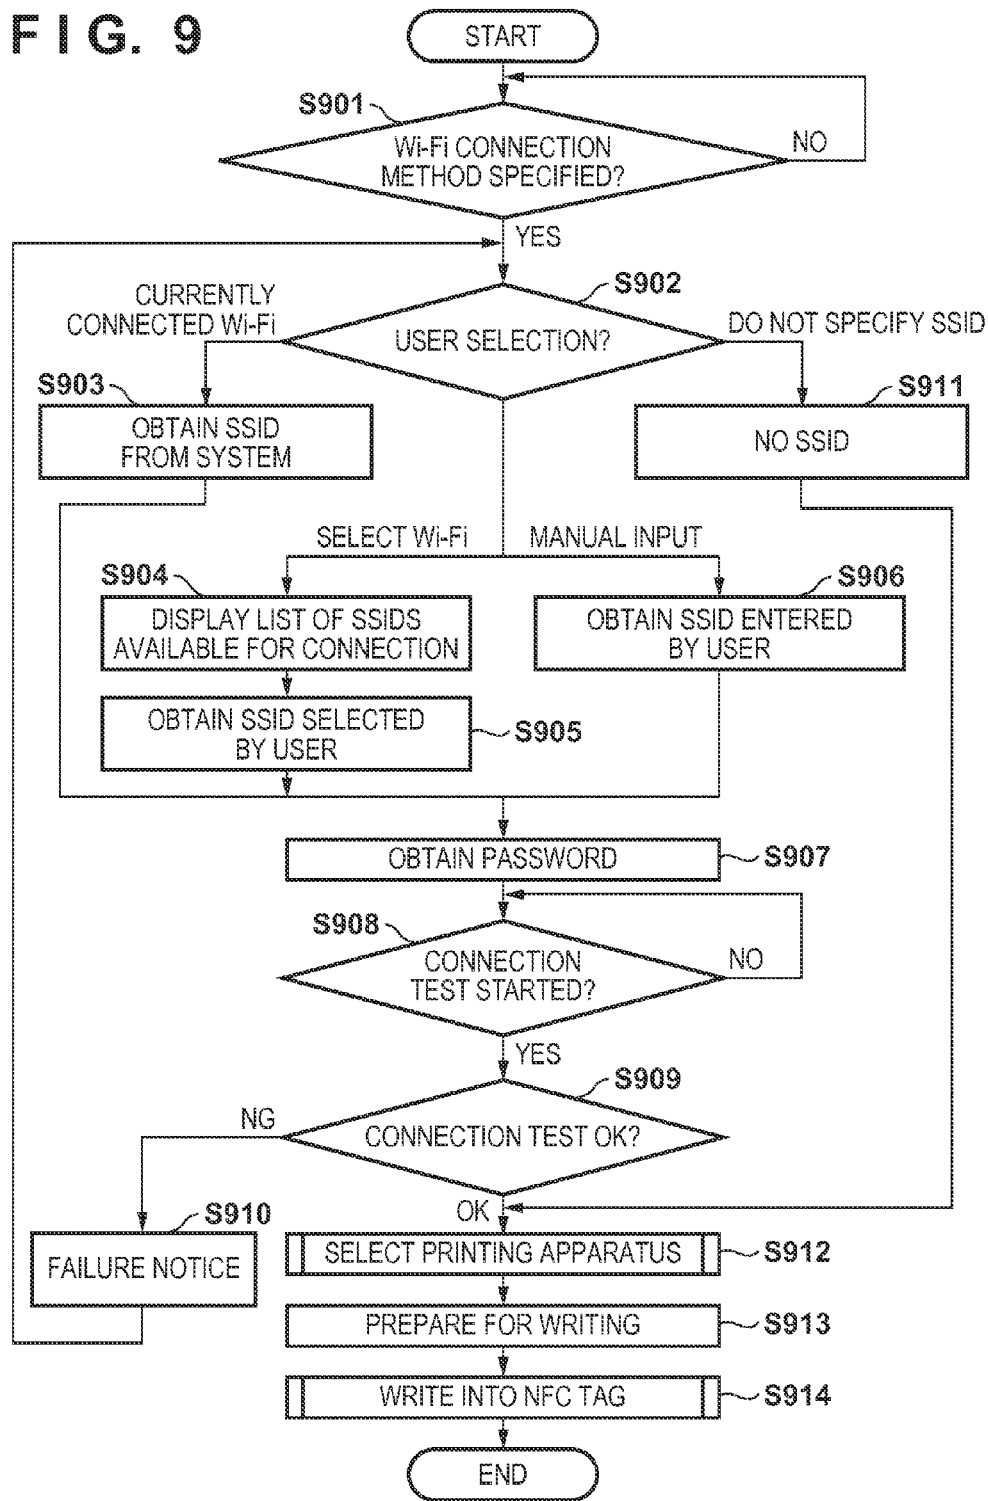 FIG. 9
START
S901
Wi-Fi CONNECTION
METHOD SPECIFIED?
NO
YES
S902
CURRENTLY
CONNECTED Wi-Fi
USER SELECTION?
DO NOT SPECIFY SSID
S903
OBTAIN SSID
FROM SYSTEM
S911
NO SSID
SELECT Wi-Fi
MANUAL INPUT
S904
DISPLAY LIST OF SSIDS
AVAILABLE FOR CONNECTION
S906
OBTAIN SSID ENTERED
BY USER
OBTAIN SSID SELECTED
BY USER
S905
OBTAIN PASSWORD
S907
S908
CONNECTION
TEST STARTED?
NO
YES
S909
NG
CONNECTION TEST OK?
OK
S910
FAILURE NOTICE
SELECT PRINTING APPARATUS
S912
PREPARE FOR WRITING
S913
WRITE INTO NFC TAG
S914
END